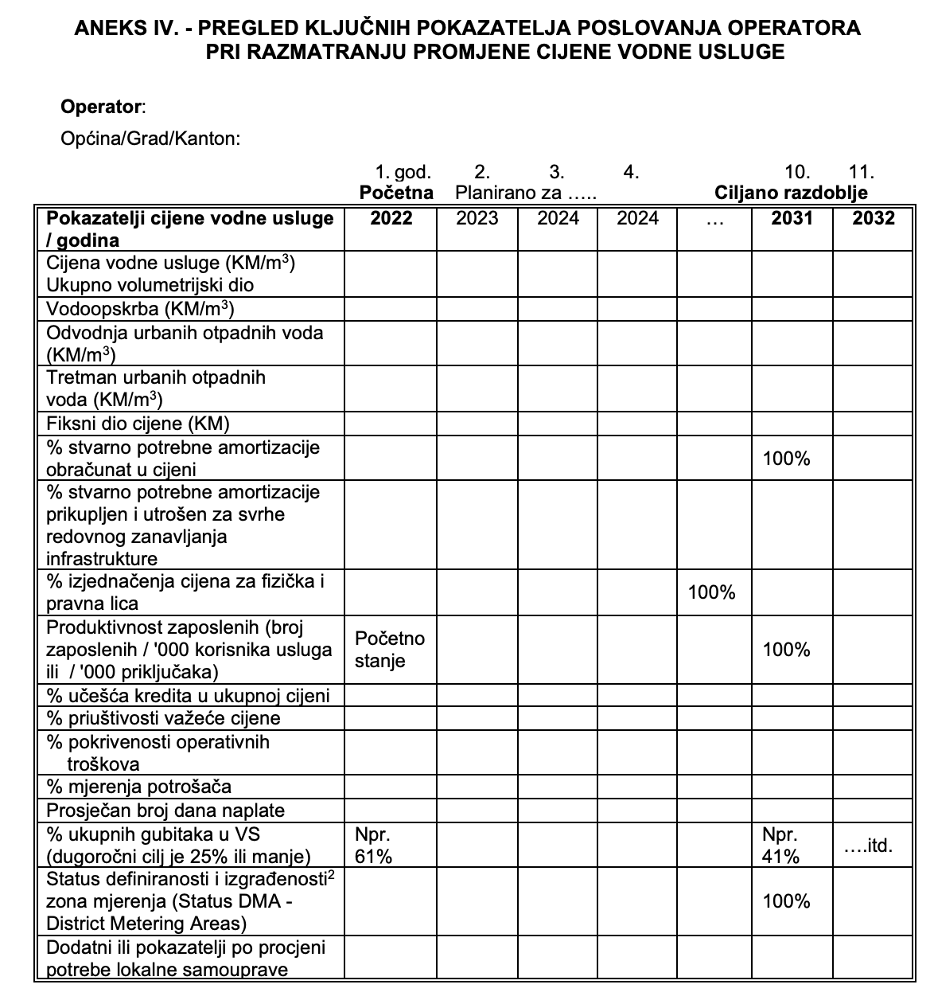 ANEKS IV. - PREGLED KLJUČNIH POKAZATELJA POSLOVANJA OPERATORA
PRI RAZMATRANJU PROMJENE CIJENE VODNE USLUGE
Operator:
Općina/Grad/Kanton:
1. god. 2. 3. 4. 10. 11.
Početna Planirano za ….. Ciljano razdoblje
Pokazatelji cijene vodne usluge 2022 2023 2024 2024 … 2031 2032
/ godina
Cijena vodne usluge (KM/m³)
Ukupno volumetrijski dio
Vodoopskrba (KM/m³)
Odvodnja urbanih otpadnih voda
(KM/m³)
Tretman urbanih otpadnih
voda (KM/m³)
Fiksni dio cijene (KM)
% stvarno potrebne amortizacije
obračunat u cijeni
100%
% stvarno potrebne amortizacije
prikupljen i utrošen za svrhe
redovnog zanavljanja
infrastrukture
% izjednačenja cijena za fizička i
pravna lica
100%
Produktivnost zaposlenih (broj
zaposlenih / '000 korisnika usluga
ili / '000 priključaka)
Početno
stanje
100%
% učešća kredita u ukupnoj cijeni
% priuštivosti važeće cijene
% pokrivenosti operativnih
troškova
% mjerenja potrošača
Prosječan broj dana naplate
% ukupnih gubitaka u VS
(dugoročni cilj je 25% ili manje)
Npr.
61%
Npr.
41%
….itd.
Status definiranosti i izgrađenosti²
zona mjerenja (Status DMA -
District Metering Areas)
100%
Dodatni ili pokazatelji po procjeni
potrebe lokalne samouprave